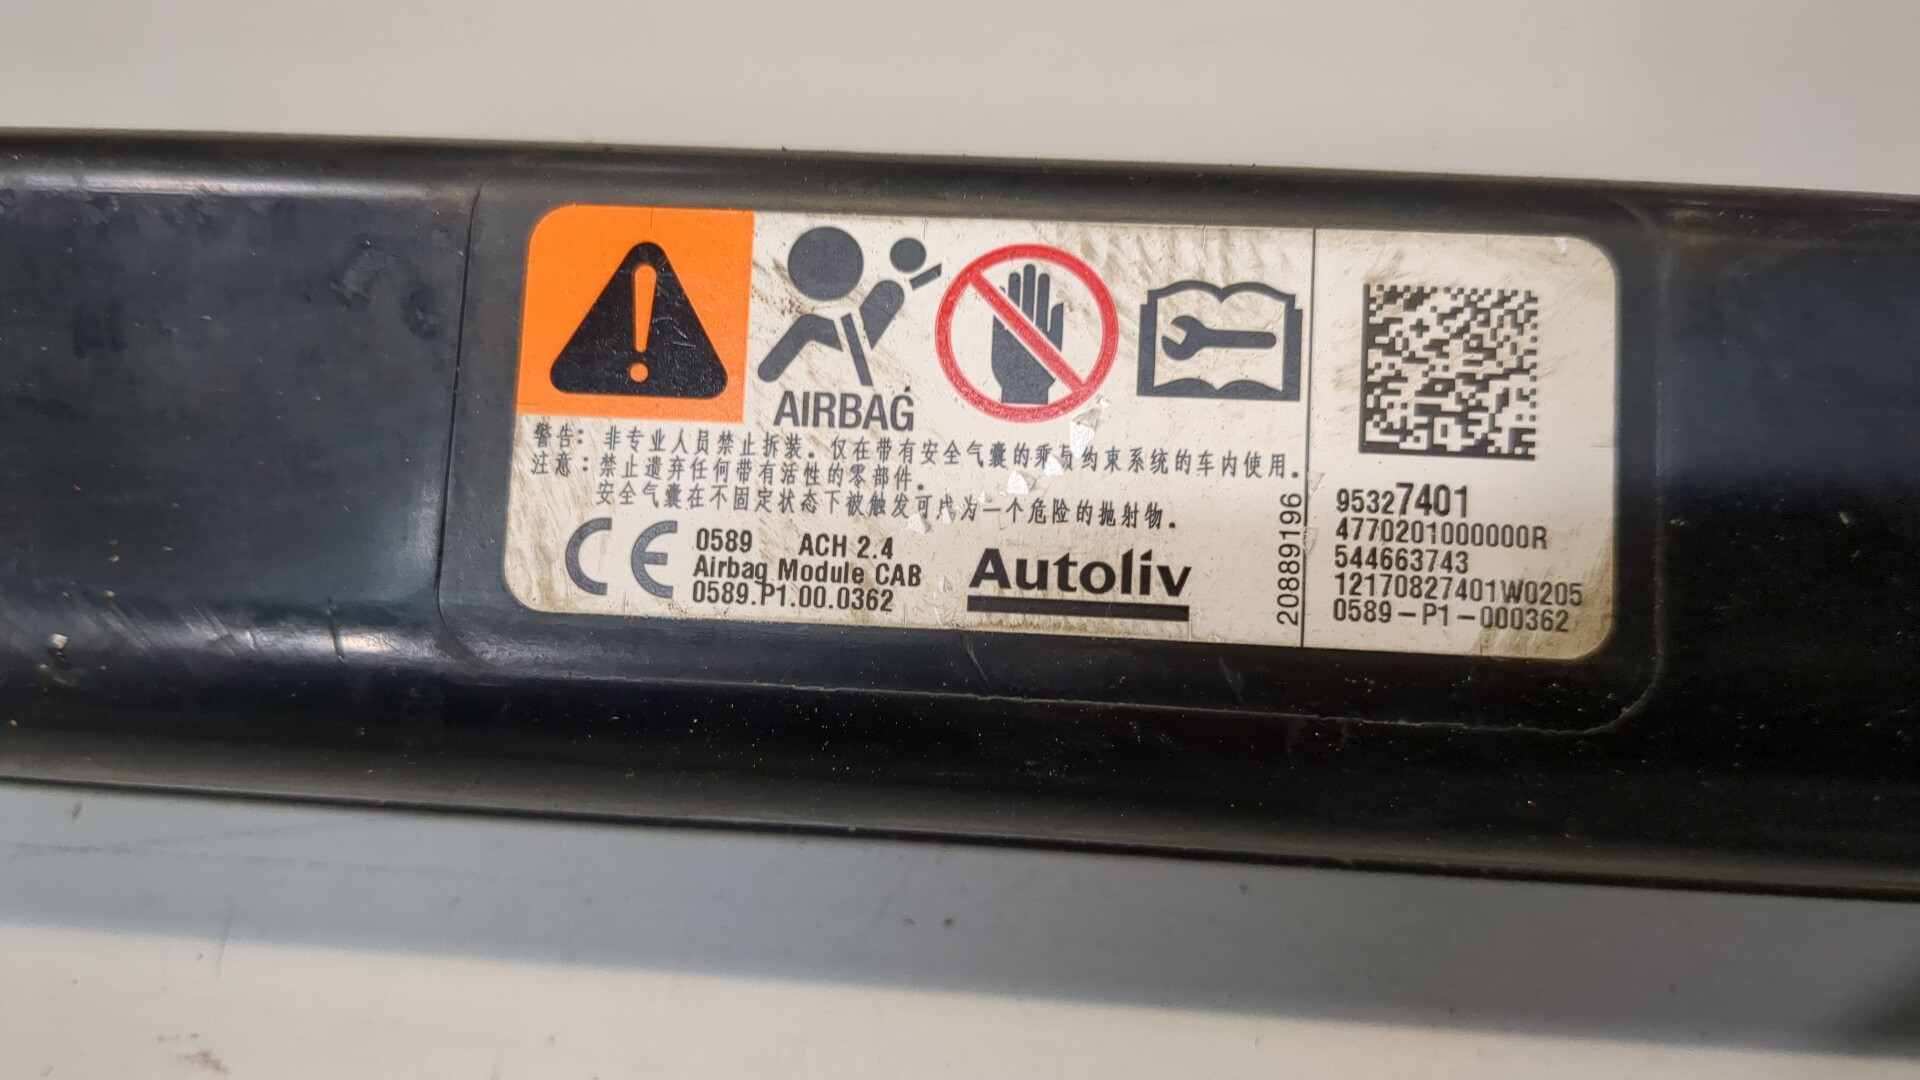 AIRBAG
警告：非专业人员禁止拆装。仅在带有安全气囊的乘员约束系统的车内使用。
注意：禁止遗弃任何带有活性的零部件。
安全气囊在不固定状态下被触发可成为一个危险的抛射物。
CE 0589 ACH 2.4
Airbag Module CAB
0589.P1.00.0362
Autoliv
20889196
95327401
4770201000000R
544663743
12170827401W0205
0589-P1-000362